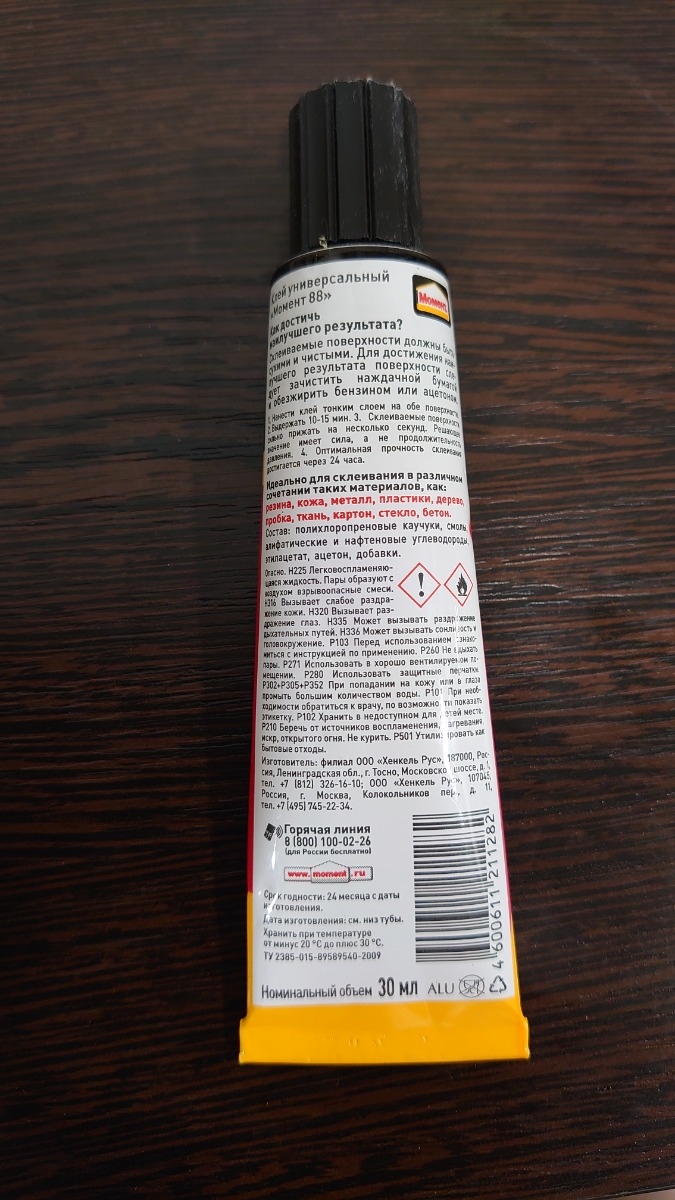 Клей универсальный
«Момент 88»
Момент
Как достичь
наилучшего результата?
Склеиваемые поверхности должны быть
сухими и чистыми. Для достижения наи-
лучшего результата поверхности сле-
дует зачистить наждачной бумагой
и обезжирить бензином или ацетоном.
1. Нанести клей тонким слоем на обе поверхности.
2. Выдержать 10-15 мин. 3. Склеиваемые поверхности
сильно прижать на несколько секунд. Решающее
значение имеет сила, а не продолжительность
давления. 4. Оптимальная прочность склеивания
достигается через 24 часа.
Идеально для склеивания в различном
сочетании таких материалов, как:
резина, кожа, металл, пластики, дерево,
пробка, ткань, картон, стекло, бетон.
Состав: полихлоропреновые каучуки, смолы,
алифатические и нафтеновые углеводороды,
этилацетат, ацетон, добавки.
Опасно. H225 Легковоспламеняю-
щаяся жидкость. Пары образуют с
воздухом взрывоопасные смеси.
H316 Вызывает слабое раздра-
жение кожи. H320 Вызывает раз-
дражение глаз. H335 Может вызывать раздражение
дыхательных путей. H336 Может вызывать сонливость и
головокружение. P103 Перед использованием ознако-
миться с инструкцией по применению. P260 Не вдыхать
пары. P271 Использовать в хорошо вентилируемом по-
мещении. P280 Использовать защитные перчатки.
P302+P305+P352 При попадании на кожу или в глаза
промыть большим количеством воды. P101 При необ-
ходимости обратиться к врачу, по возможности показать
этикетку. P102 Хранить в недоступном для детей месте.
P210 Беречь от источников воспламенения, нагревания,
искр, открытого огня. Не курить. P501 Утилизировать как
бытовые отходы.
Изготовитель: филиал ООО «Хенкель Рус», 187000, Рос-
сия, Ленинградская обл., г. Тосно, Московское шоссе, д. 1,
тел. +7 (812) 326-16-10; ООО «Хенкель Рус», 107045,
Россия, г. Москва, Колокольников пер., д. 11,
тел. +7 (495) 745-22-34.
Горячая линия
8 (800) 100-02-26
(для России бесплатно)
www.moment.ru
Срок годности: 24 месяца с даты
изготовления.
Дата изготовления: см. низ тубы.
Хранить при температуре
от минус 20 °C до плюс 30 °C.
ТУ 2385-015-89589540-2009
4 600611 211282
Номинальный объем 30 мл ALU